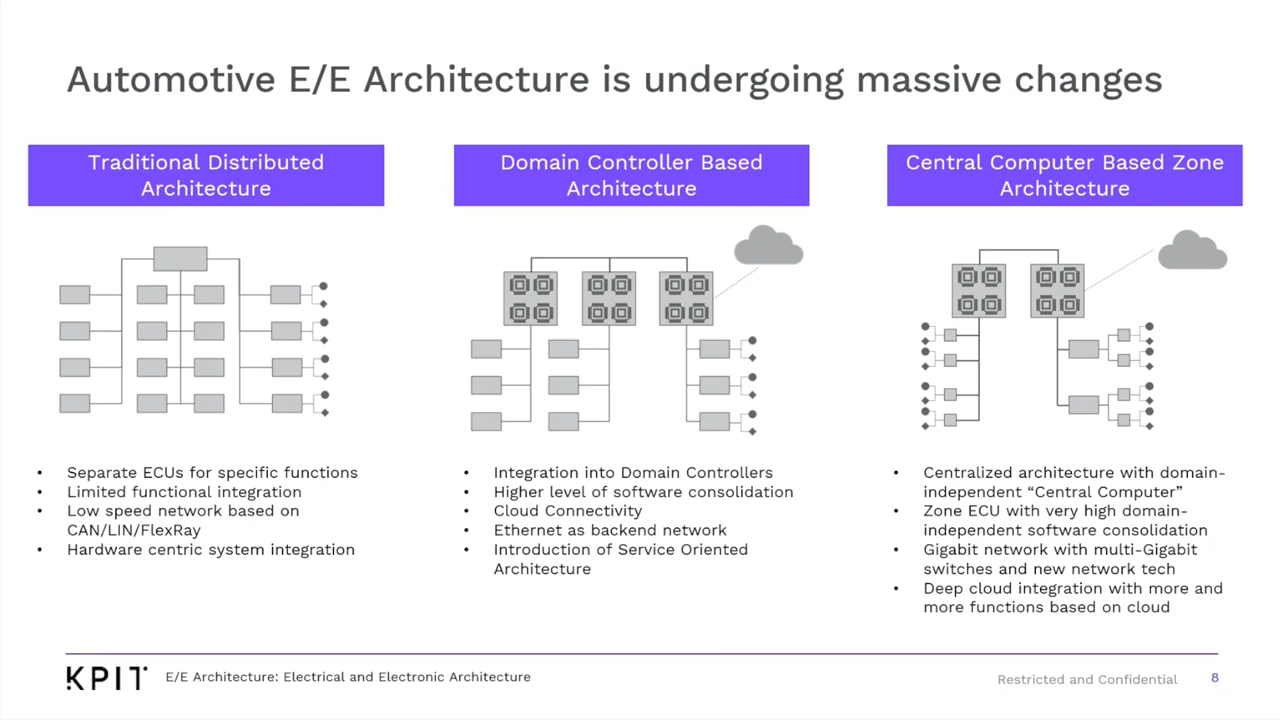 Automotive E/E Architecture is undergoing massive changes
Traditional Distributed
Architecture
• Separate ECUs for specific functions
• Limited functional integration
• Low speed network based on
CAN/LIN/FlexRay
• Hardware centric system integration
Domain Controller Based
Architecture
• Integration into Domain Controllers
• Higher level of software consolidation
• Cloud Connectivity
• Ethernet as backend network
• Introduction of Service Oriented
Architecture
Central Computer Based Zone
Architecture
• Centralized architecture with domain-
independent “Central Computer”
• Zone ECU with very high domain-
independent software consolidation
• Gigabit network with multi-Gigabit
switches and new network tech
• Deep cloud integration with more and
more functions based on cloud
KPIT
E/E Architecture: Electrical and Electronic Architecture
Restricted and Confidential
8